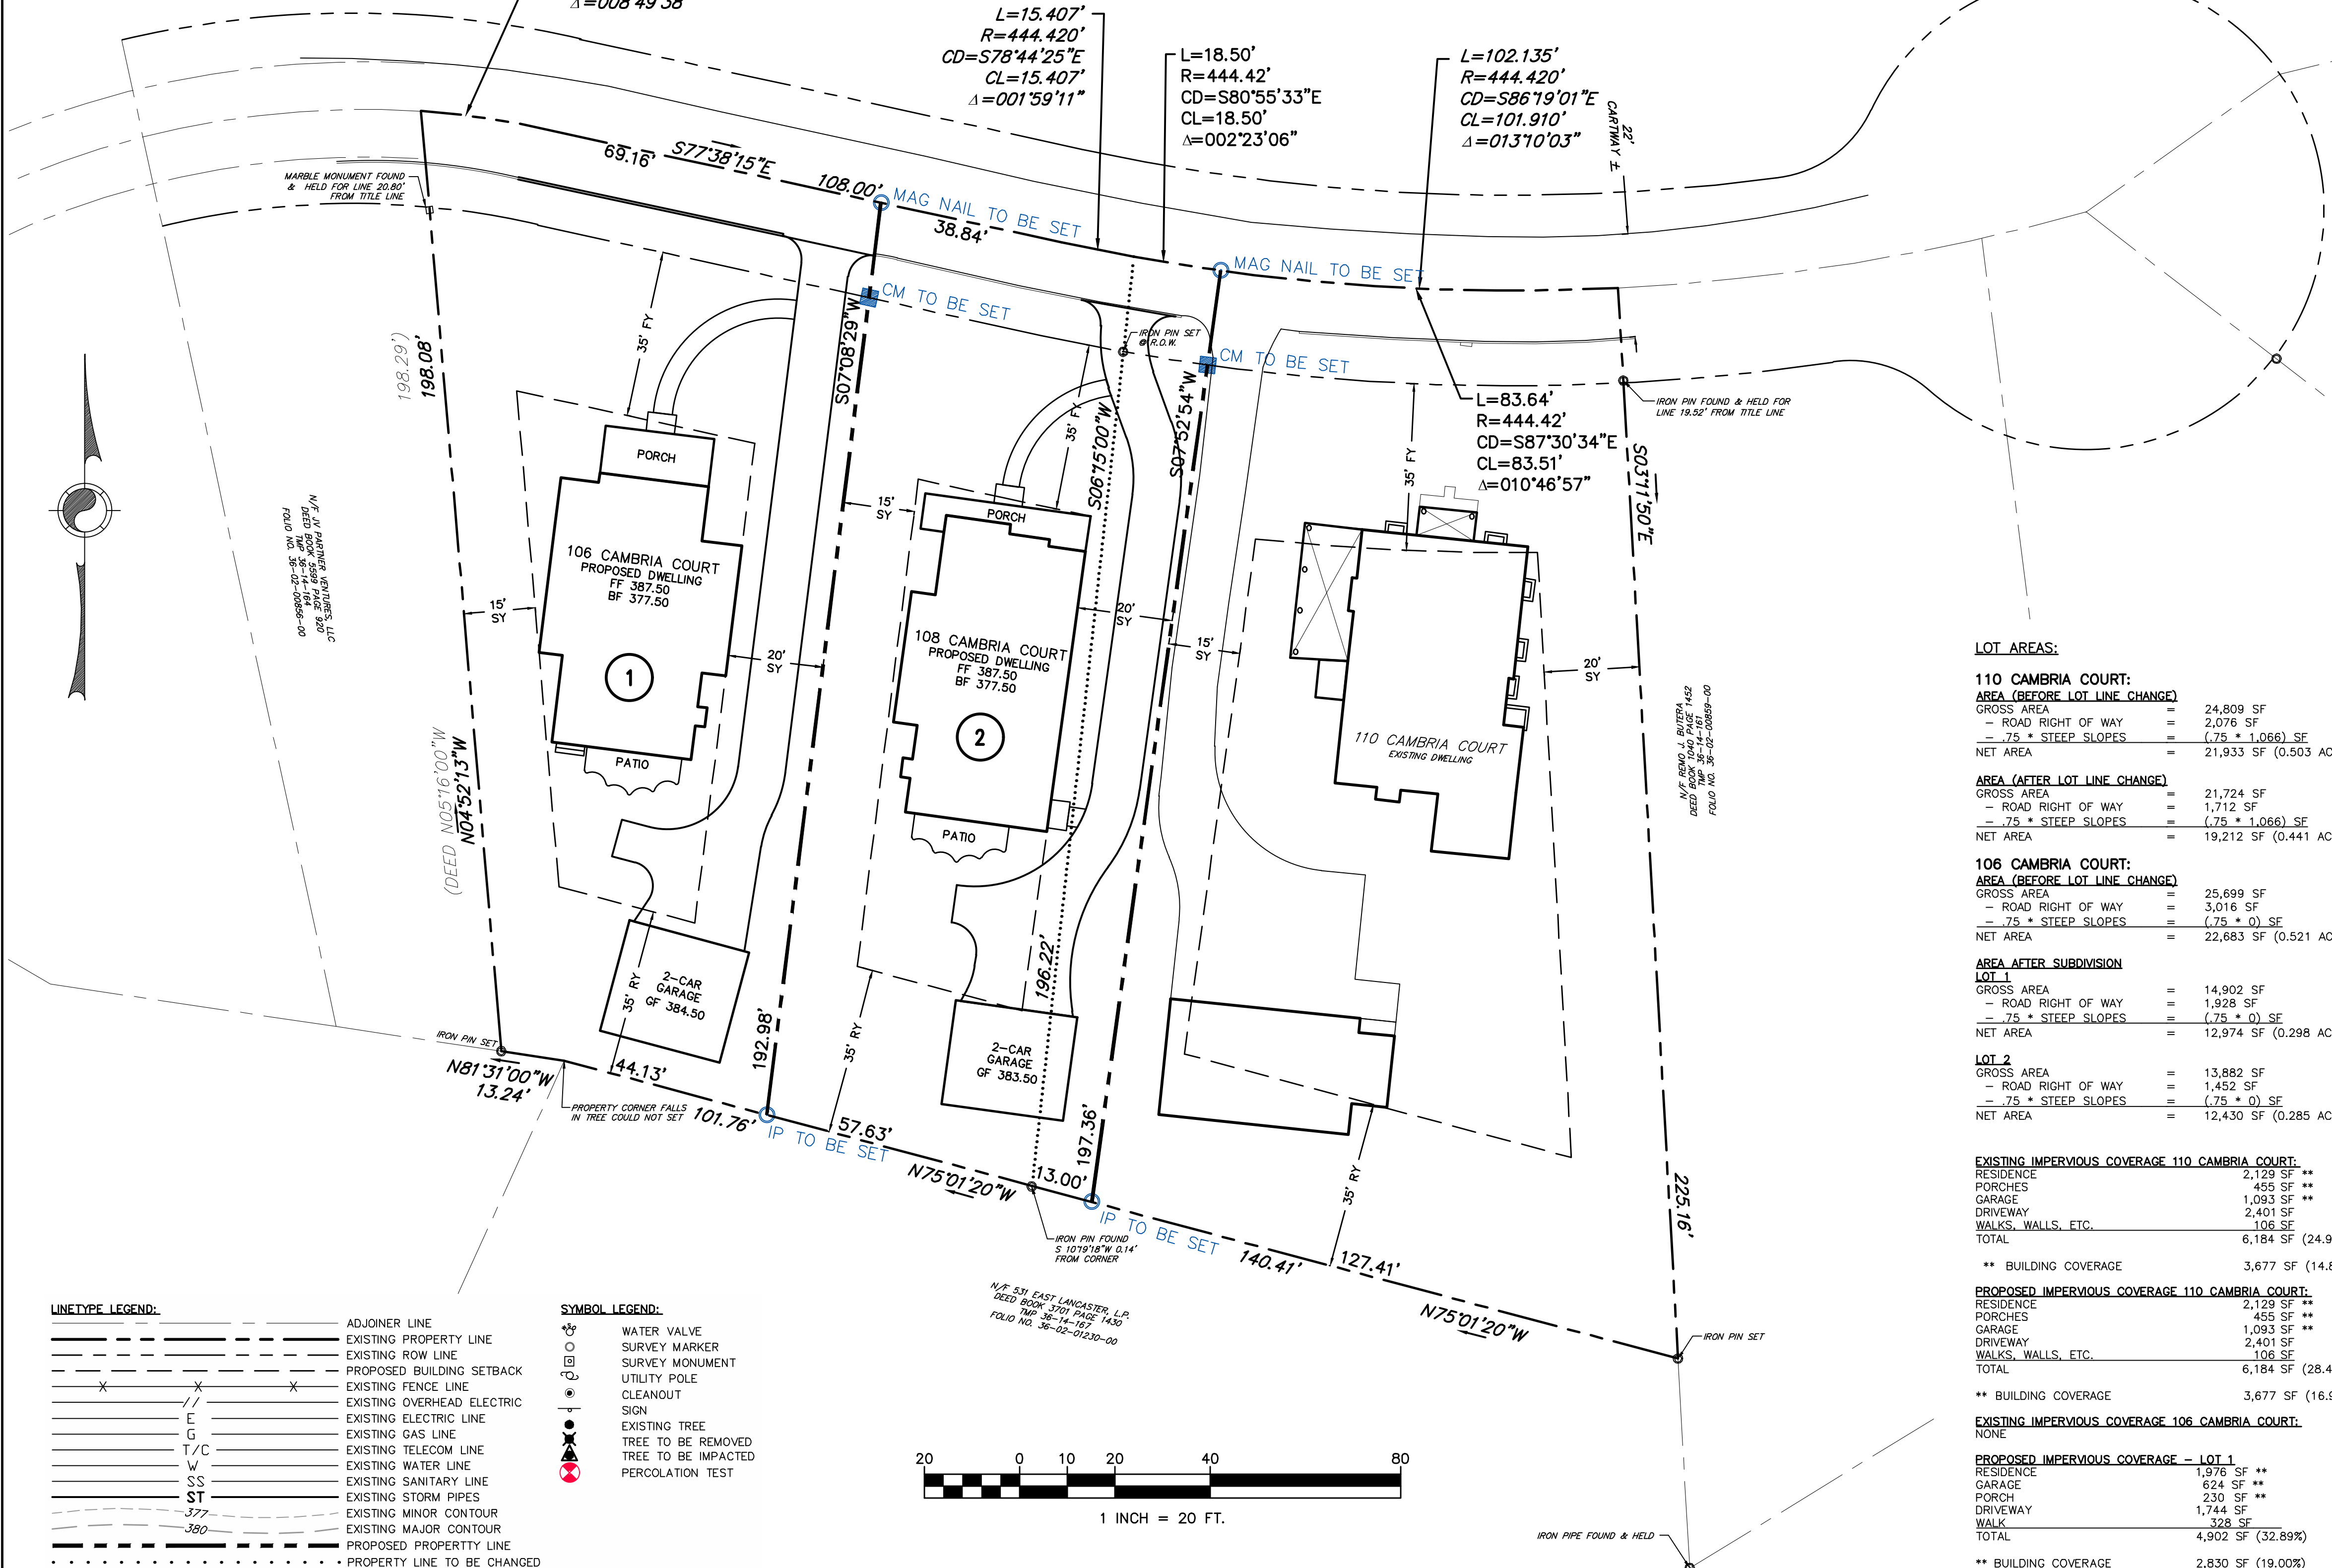 Δ=008°49'38"
L=15.407'
R=444.420'
CD=S78°44'25"E
CL=15.407'
Δ=001°59'11"
L=18.50'
R=444.42'
CD=S80°55'33"E
CL=18.50'
Δ=002°23'06"
L=102.135'
R=444.420'
CD=S86°19'01"E
CL=101.910'
Δ=013°10'03"
22'
CARTWAY ±
69.16'
S77°38'15"E
108.00'
MAG NAIL TO BE SET
38.84'
MARBLE MONUMENT FOUND
& HELD FOR LINE 20.80'
FROM TITLE LINE
MAG NAIL TO BE SET
CM TO BE SET
IRON PIN SET
@ R.O.W.
CM TO BE SET
198.29')
198.08'
35' FY
S07°08'29"W
35' FY
S06°15'00"W
S07°52'54"W
35' FY
L=83.64'
R=444.42'
CD=S87°30'34"E
CL=83.51'
Δ=010°46'57"
IRON PIN FOUND & HELD FOR
LINE 19.52' FROM TITLE LINE
S03°11'50"E
PORCH
15'
SY
PORCH
N/F JV PARTNER VENTURES, LLC
DEED BOOK 5599 PAGE 920
TMP 36-14-164
FOLIO NO. 36-02-00856-00
106 CAMBRIA COURT
PROPOSED DWELLING
FF 387.50
BF 377.50
1
15'
SY
20'
SY
108 CAMBRIA COURT
PROPOSED DWELLING
FF 387.50
BF 377.50
2
20'
SY
15'
SY
20'
SY
110 CAMBRIA COURT
EXISTING DWELLING
N/F REMO J. BUTERA
DEED BOOK 1040 PAGE 1452
TMP 36-14-161
FOLIO NO. 36-02-00859-00
PATIO
PATIO
(DEED N05°16'00"W
N04°52'13"W
2-CAR
GARAGE
GF 384.50
35' RY
192.98'
35' RY
196.22'
2-CAR
GARAGE
GF 383.50
197.36'
35' RY
225.16'
IRON PIN SET
N81°31'00"W
13.24'
44.13'
PROPERTY CORNER FALLS
IN TREE COULD NOT SET
101.76'
IP TO BE SET
57.63'
N75°01'20"W
13.00'
IP TO BE SET
IRON PIN FOUND
S 10°19'18"W 0.14'
FROM CORNER
140.41'
127.41'
N75°01'20"W
IRON PIN SET
N/F 531 EAST LANCASTER, L.P.
DEED BOOK 3701 PAGE 1430
TMP 36-14-167
FOLIO NO. 36-02-01230-00
IRON PIPE FOUND & HELD
LINETYPE LEGEND:
ADJOINER LINE
EXISTING PROPERTY LINE
EXISTING ROW LINE
PROPOSED BUILDING SETBACK
X X X EXISTING FENCE LINE
// EXISTING OVERHEAD ELECTRIC
E EXISTING ELECTRIC LINE
G EXISTING GAS LINE
T/C EXISTING TELECOM LINE
W EXISTING WATER LINE
SS EXISTING SANITARY LINE
ST EXISTING STORM PIPES
377 EXISTING MINOR CONTOUR
380 EXISTING MAJOR CONTOUR
PROPOSED PROPERTTY LINE
PROPERTY LINE TO BE CHANGED
SYMBOL LEGEND:
WATER VALVE
SURVEY MARKER
SURVEY MONUMENT
UTILITY POLE
CLEANOUT
SIGN
EXISTING TREE
TREE TO BE REMOVED
TREE TO BE IMPACTED
PERCOLATION TEST
20 0 10 20 40 80
1 INCH = 20 FT.
LOT AREAS:
110 CAMBRIA COURT:
AREA (BEFORE LOT LINE CHANGE)
GROSS AREA = 24,809 SF
- ROAD RIGHT OF WAY = 2,076 SF
- .75 * STEEP SLOPES = (.75 * 1,066) SF
NET AREA = 21,933 SF (0.503 AC
AREA (AFTER LOT LINE CHANGE)
GROSS AREA = 21,724 SF
- ROAD RIGHT OF WAY = 1,712 SF
- .75 * STEEP SLOPES = (.75 * 1,066) SF
NET AREA = 19,212 SF (0.441 AC
106 CAMBRIA COURT:
AREA (BEFORE LOT LINE CHANGE)
GROSS AREA = 25,699 SF
- ROAD RIGHT OF WAY = 3,016 SF
- .75 * STEEP SLOPES = (.75 * 0) SF
NET AREA = 22,683 SF (0.521 AC
AREA AFTER SUBDIVISION
LOT 1
GROSS AREA = 14,902 SF
- ROAD RIGHT OF WAY = 1,928 SF
- .75 * STEEP SLOPES = (.75 * 0) SF
NET AREA = 12,974 SF (0.298 AC
LOT 2
GROSS AREA = 13,882 SF
- ROAD RIGHT OF WAY = 1,452 SF
- .75 * STEEP SLOPES = (.75 * 0) SF
NET AREA = 12,430 SF (0.285 AC
EXISTING IMPERVIOUS COVERAGE 110 CAMBRIA COURT:
RESIDENCE 2,129 SF **
PORCHES 455 SF **
GARAGE 1,093 SF **
DRIVEWAY 2,401 SF
WALKS, WALLS, ETC. 106 SF
TOTAL 6,184 SF (24.9
** BUILDING COVERAGE 3,677 SF (14.8
PROPOSED IMPERVIOUS COVERAGE 110 CAMBRIA COURT:
RESIDENCE 2,129 SF **
PORCHES 455 SF **
GARAGE 1,093 SF **
DRIVEWAY 2,401 SF
WALKS, WALLS, ETC. 106 SF
TOTAL 6,184 SF (28.4
** BUILDING COVERAGE 3,677 SF (16.9
EXISTING IMPERVIOUS COVERAGE 106 CAMBRIA COURT:
NONE
PROPOSED IMPERVIOUS COVERAGE - LOT 1
RESIDENCE 1,976 SF **
GARAGE 624 SF **
PORCH 230 SF **
DRIVEWAY 1,744 SF
WALK 328 SF
TOTAL 4,902 SF (32.89%)
** BUILDING COVERAGE 2,830 SF (19.00%)